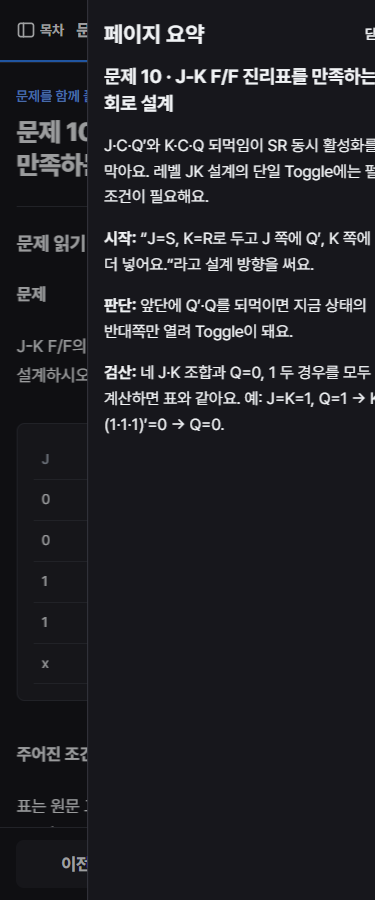 목차
페이지 요약
문제를 함께
문제 10
만족하는
문제 읽기
문제
J-K F/F의
설계하시오
J
0
0
1
1
x
주어진 조건
표는 원문
이전
문제 10 · J-K F/F 진리표를 만족하는
회로 설계
J·C·Q′와 K·C·Q 되먹임이 SR 동시 활성화를
막아요. 레벨 JK 설계의 단일 Toggle에는 펄
조건이 필요해요.
시작: “J=S, K=R로 두고 J 쪽에 Q′, K 쪽에
더 넣어요.”라고 설계 방향을 써요.
판단: 앞단에 Q′·Q를 되먹이면 지금 상태의
반대쪽만 열려 Toggle이 돼요.
검산: 네 J·K 조합과 Q=0, 1 두 경우를 모두
계산하면 표와 같아요. 예: J=K=1, Q=1 →
(1·1·1)′=0 → Q=0.